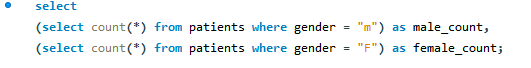 select
(select count(*) from patients where gender = "m") as male_count,
(select count(*) from patients where gender = "F") as female_count;